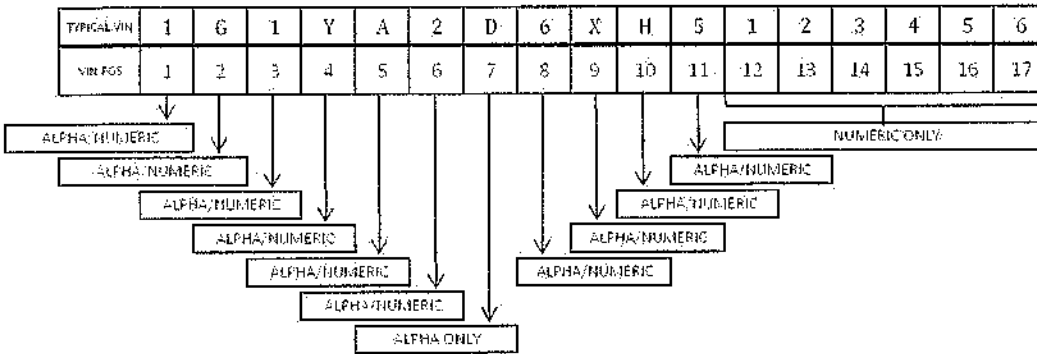 TYPICAL VIN 1 G 1 Y A 2 D 6 X H 5 1 2 3 4 5 6
VIN POS 1 2 3 4 5 6 7 8 9 10 11 12 13 14 15 16 17
ALPHA/NUMERIC NUMERIC ONLY
ALPHA/NUMERIC ALPHA/NUMERIC
ALPHA/NUMERIC ALPHA/NUMERIC
ALPHA/NUMERIC ALPHA/NUMERIC
ALPHA/NUMERIC ALPHA/NUMERIC
ALPHA/NUMERIC
ALPHA ONLY